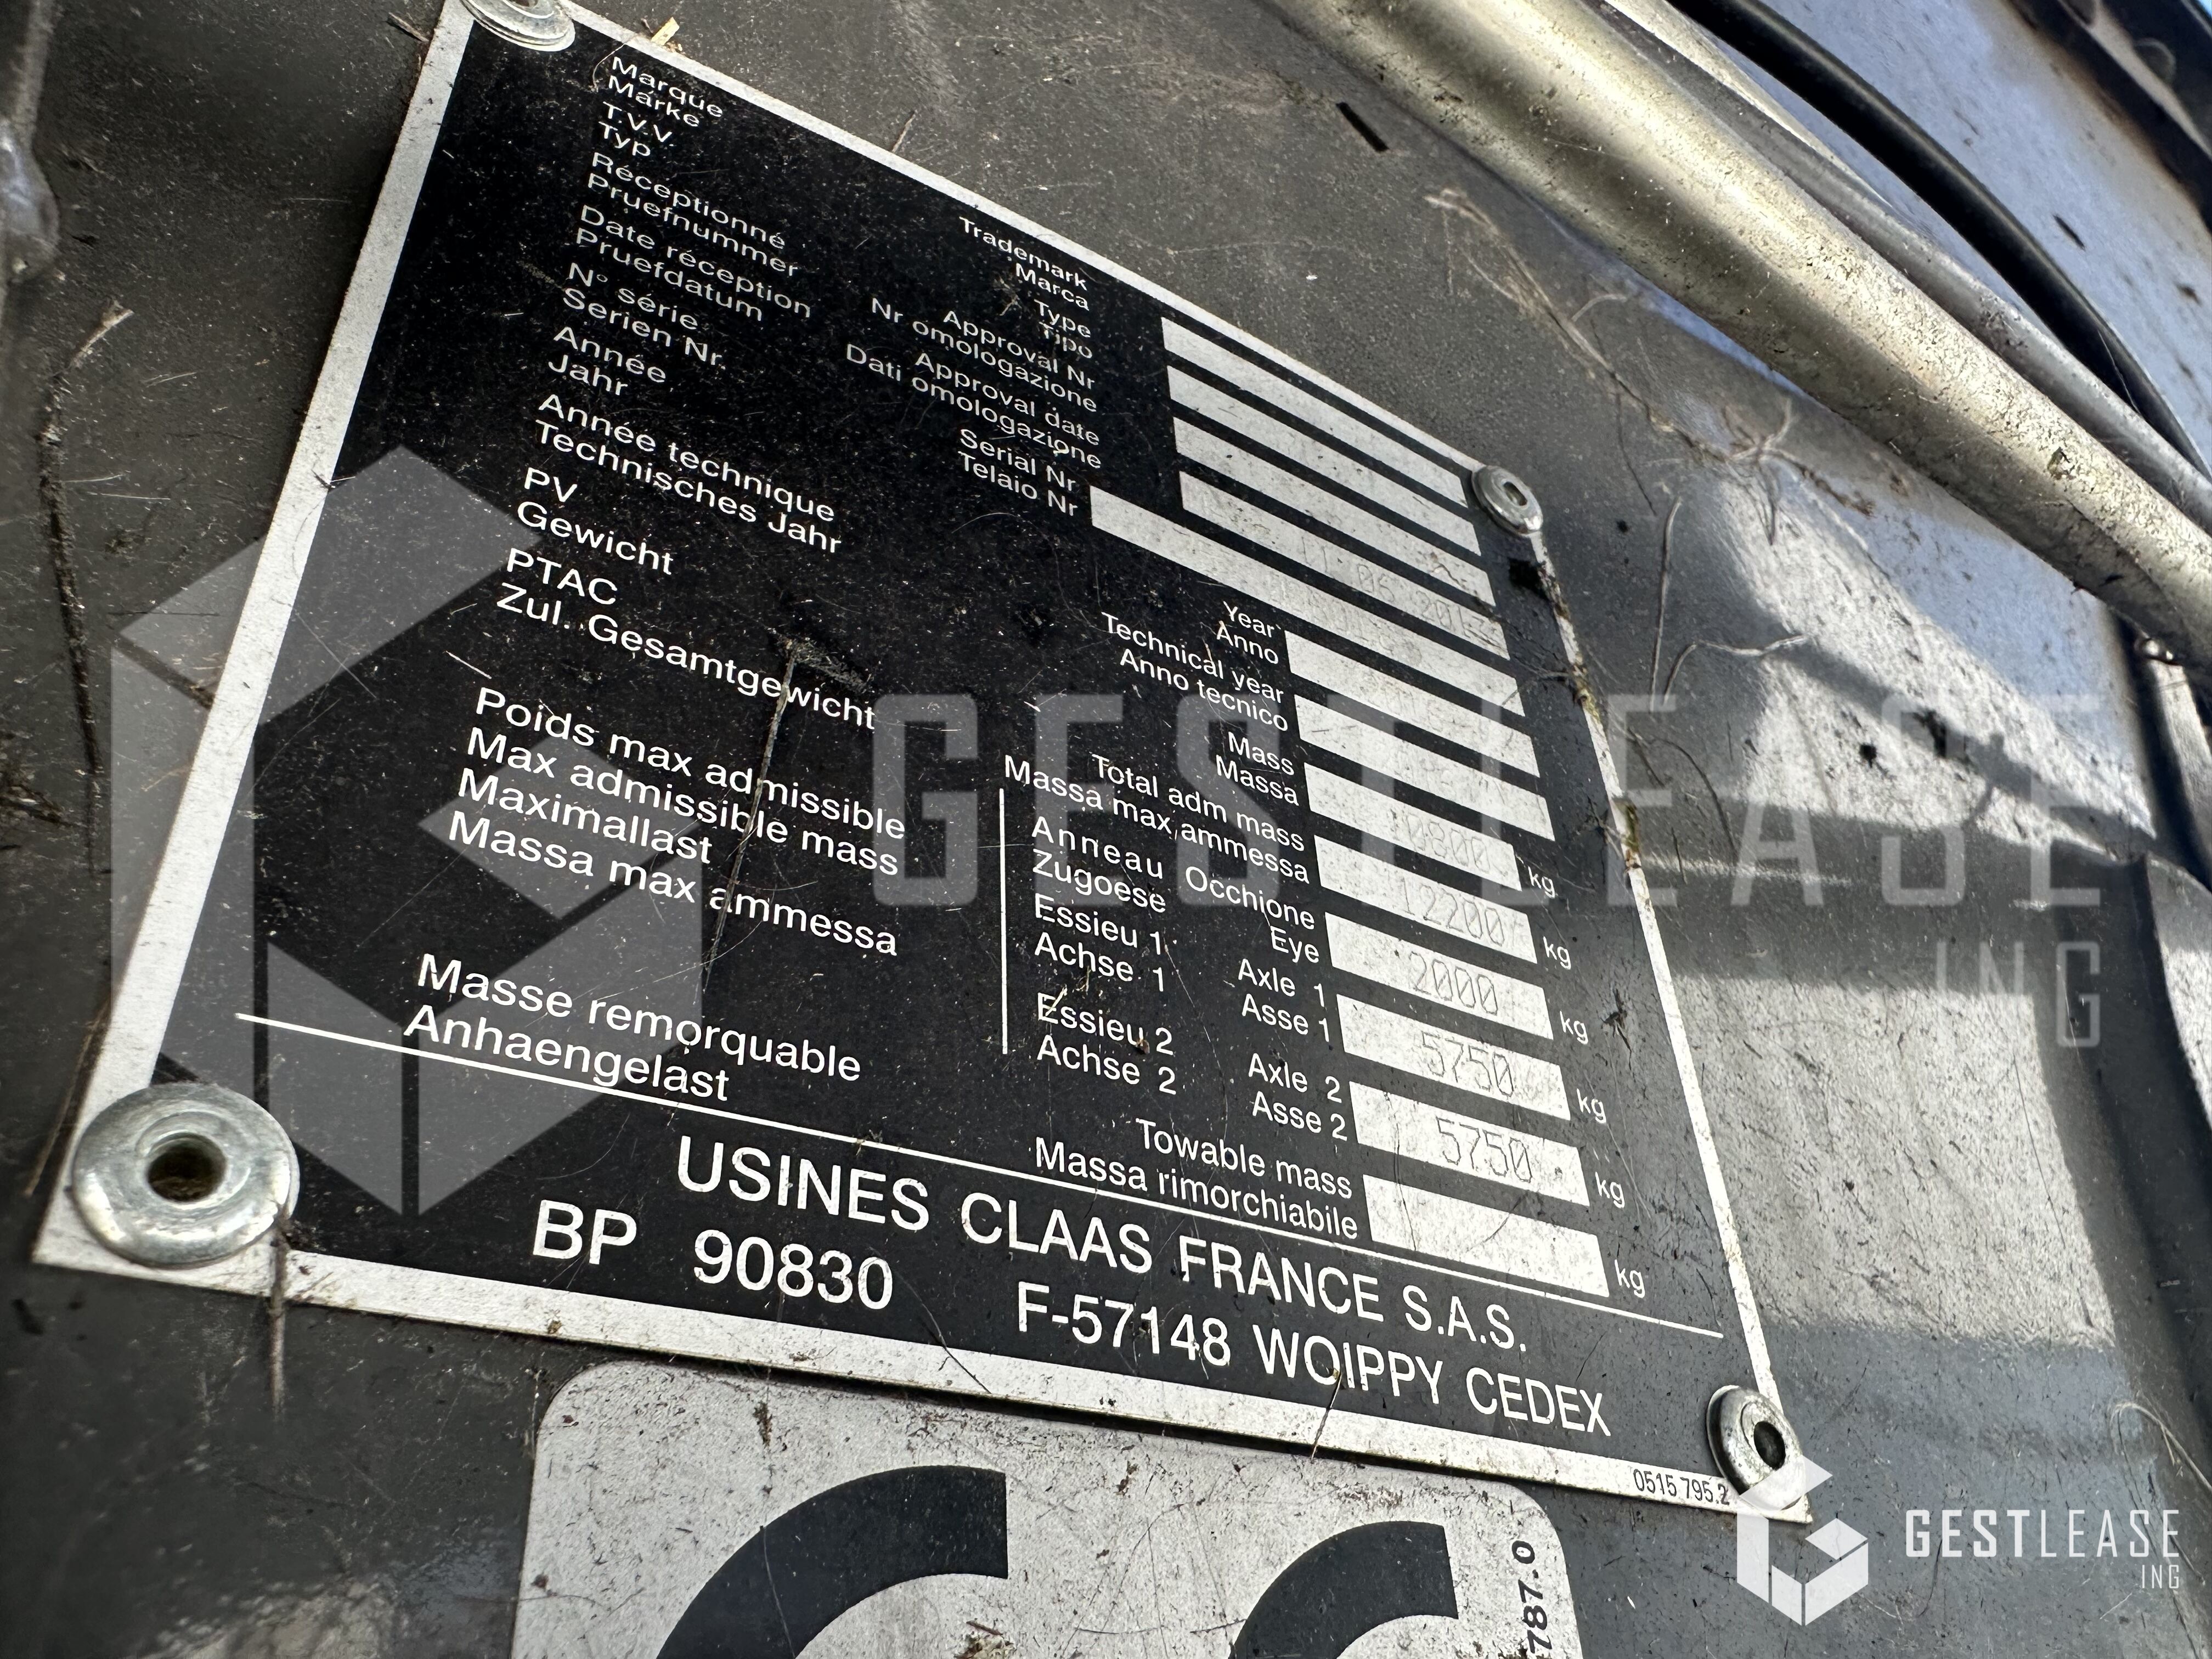 Marque
Marke
Trademark
Marca
T.V.V
Typ
Type
Tipo
Réceptionné
Pruefnummer
Approval Nr
Nr omologazione
Date réception
Pruefdatum
Approval date
Dati omologazione
N° série
Serien Nr.
Serial Nr
Telaio Nr
Année
Jahr
Year
Anno
Année technique
Technisches Jahr
Technical year
Anno tecnico
PV
Gewicht
Mass
Massa
kg
PTAC
Zul. Gesamtgewicht
Total adm mass
Massa max ammessa
12200 kg
Poids max admissible
Max admissible mass
Maximallast
Massa max ammessa
Anneau Occhione
Zugoese Eye
2000 kg
Essieu 1 Axle 1
Achse 1 Asse 1
5750 kg
Essieu 2 Axle 2
Achse 2 Asse 2
5750 kg
Masse remorquable
Anhaengelast
Towable mass
Massa rimorchiabile
kg
USINES CLAAS FRANCE S.A.S.
BP 90830 F-57148 WOIPPY CEDEX
0515 795.2
787.0
GESTLEASE
ING
GESTLEASE
ING